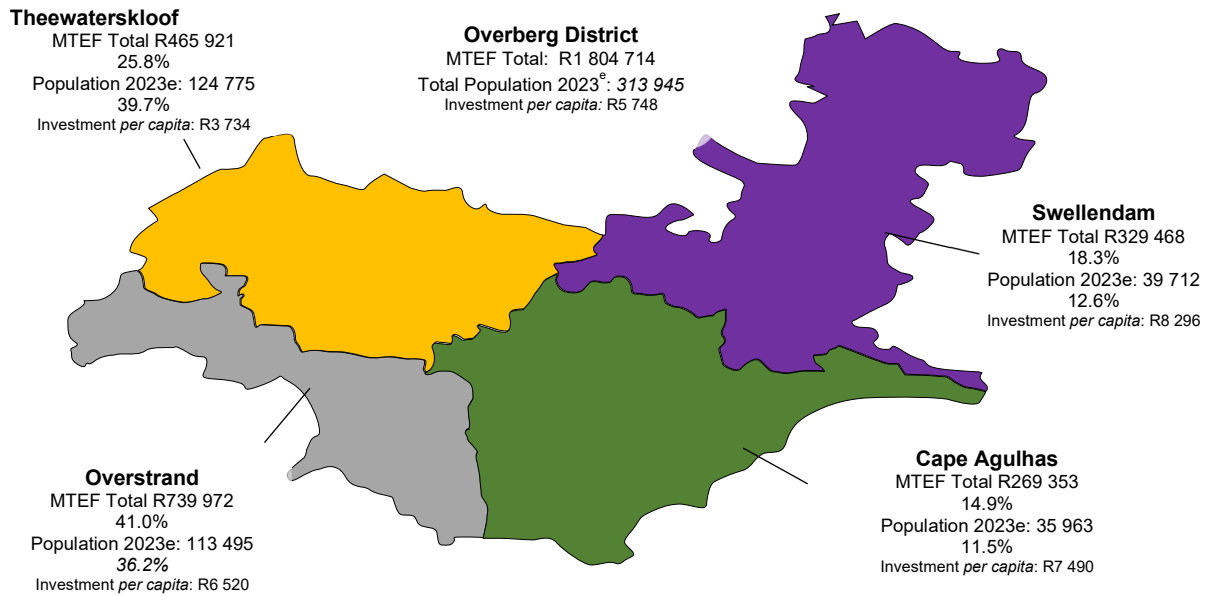 Theewaterskloof
MTEF Total R465 921
25.8%
Population 2023e: 124 775
39.7%
Investment per capita: R3 734
Overberg District
MTEF Total: R1 804 714
Total Population 2023e: 313 945
Investment per capita: R5 748
Swellendam
MTEF Total R329 468
18.3%
Population 2023e: 39 712
12.6%
Investment per capita: R8 296
Overstrand
MTEF Total R739 972
41.0%
Population 2023e: 113 495
36.2%
Investment per capita: R6 520
Cape Agulhas
MTEF Total R269 353
14.9%
Population 2023e: 35 963
11.5%
Investment per capita: R7 490